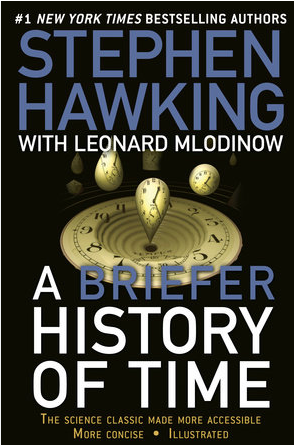 #1 NEW YORK TIMES BESTSELLING AUTHORS
STEPHEN
HAWKING
WITH LEONARD MLODINOW
A BRIEFER
HISTORY
OF TIME
THE SCIENCE CLASSIC MADE MORE ACCESSIBLE
MORE CONCISE • ILLUSTRATED